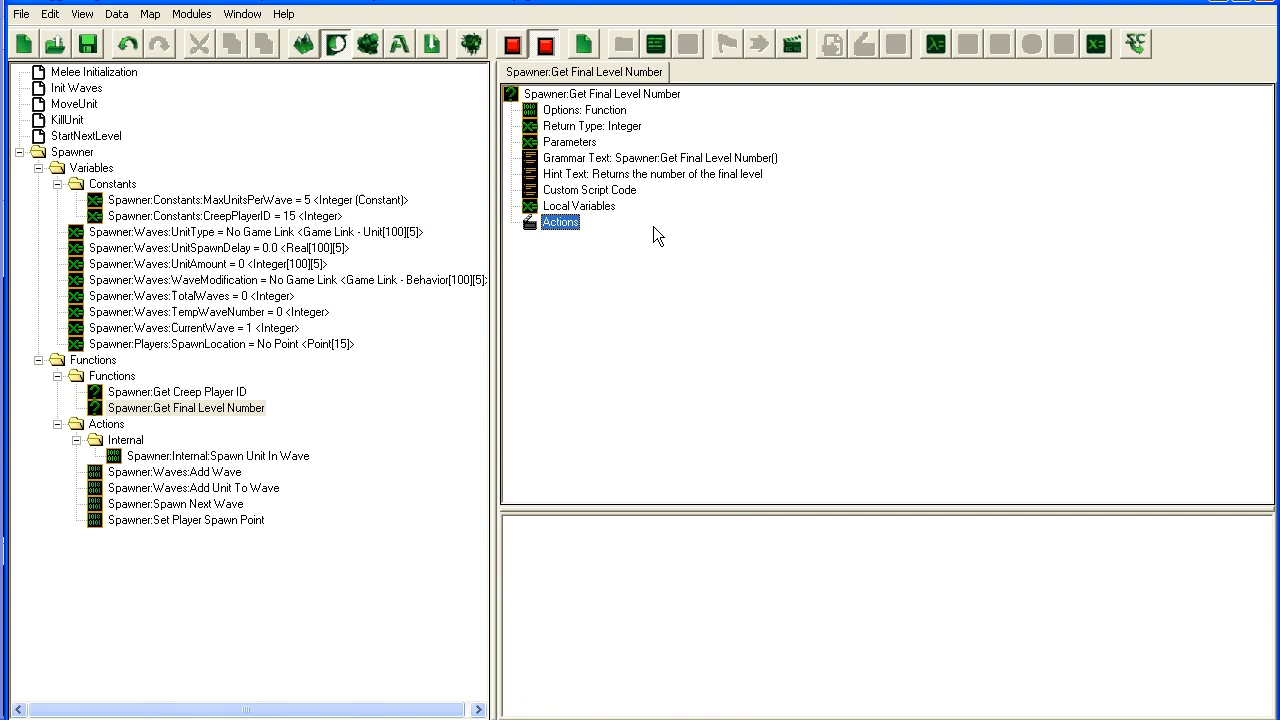 File Edit View Data Map Modules Window Help
Melee Initialization
Init Waves
MoveUnit
KillUnit
StartNextLevel
Spawner
Variables
Constants
Spawner:Constants:MaxUnitsPerWave = 5 <Integer (Constant)>
Spawner:Constants:CreepPlayerID = 15 <Integer>
Spawner:Waves:UnitType = No Game Link <Game Link - Unit[100][5]>
Spawner:Waves:UnitSpawnDelay = 0.0 <Real[100][5]>
Spawner:Waves:UnitAmount = 0 <Integer[100][5]>
Spawner:Waves:WaveModification = No Game Link <Game Link - Behavior[100][5]>
Spawner:Waves:TotalWaves = 0 <Integer>
Spawner:Waves:TempWaveNumber = 0 <Integer>
Spawner:Waves:CurrentWave = 1 <Integer>
Spawner:Players:SpawnLocation = No Point <Point[15]>
Functions
Functions
Spawner:Get Creep Player ID
Spawner:Get Final Level Number
Actions
Internal
Spawner:Internal:Spawn Unit In Wave
Spawner:Waves:Add Wave
Spawner:Waves:Add Unit To Wave
Spawner:Spawn Next Wave
Spawner:Set Player Spawn Point
Spawner:Get Final Level Number
Spawner:Get Final Level Number
Options: Function
Return Type: Integer
Parameters
Grammar Text: Spawner:Get Final Level Number()
Hint Text: Returns the number of the final level
Custom Script Code
Local Variables
Actions